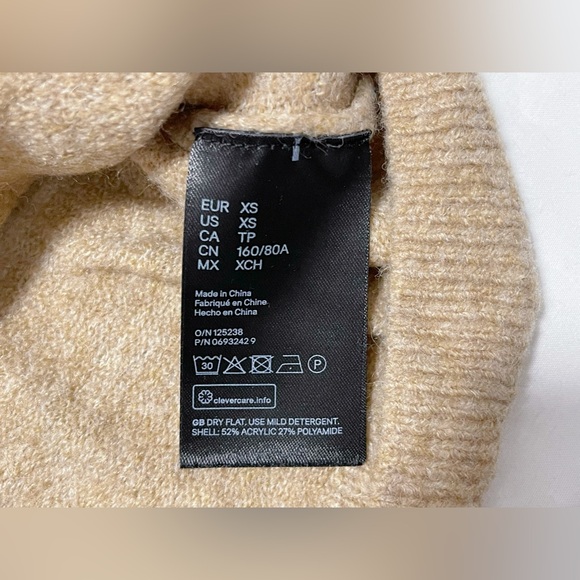 EUR XS
US XS
CA TP
CN 160/80A
MX XCH
Made in China
Fabriqué en Chine
Hecho en China
O/N 125238
P/N 0693242 9
30 P
clevercare.info
GB DRY FLAT. USE MILD DETERGENT.
SHELL: 52% ACRYLIC 27% POLYAMIDE